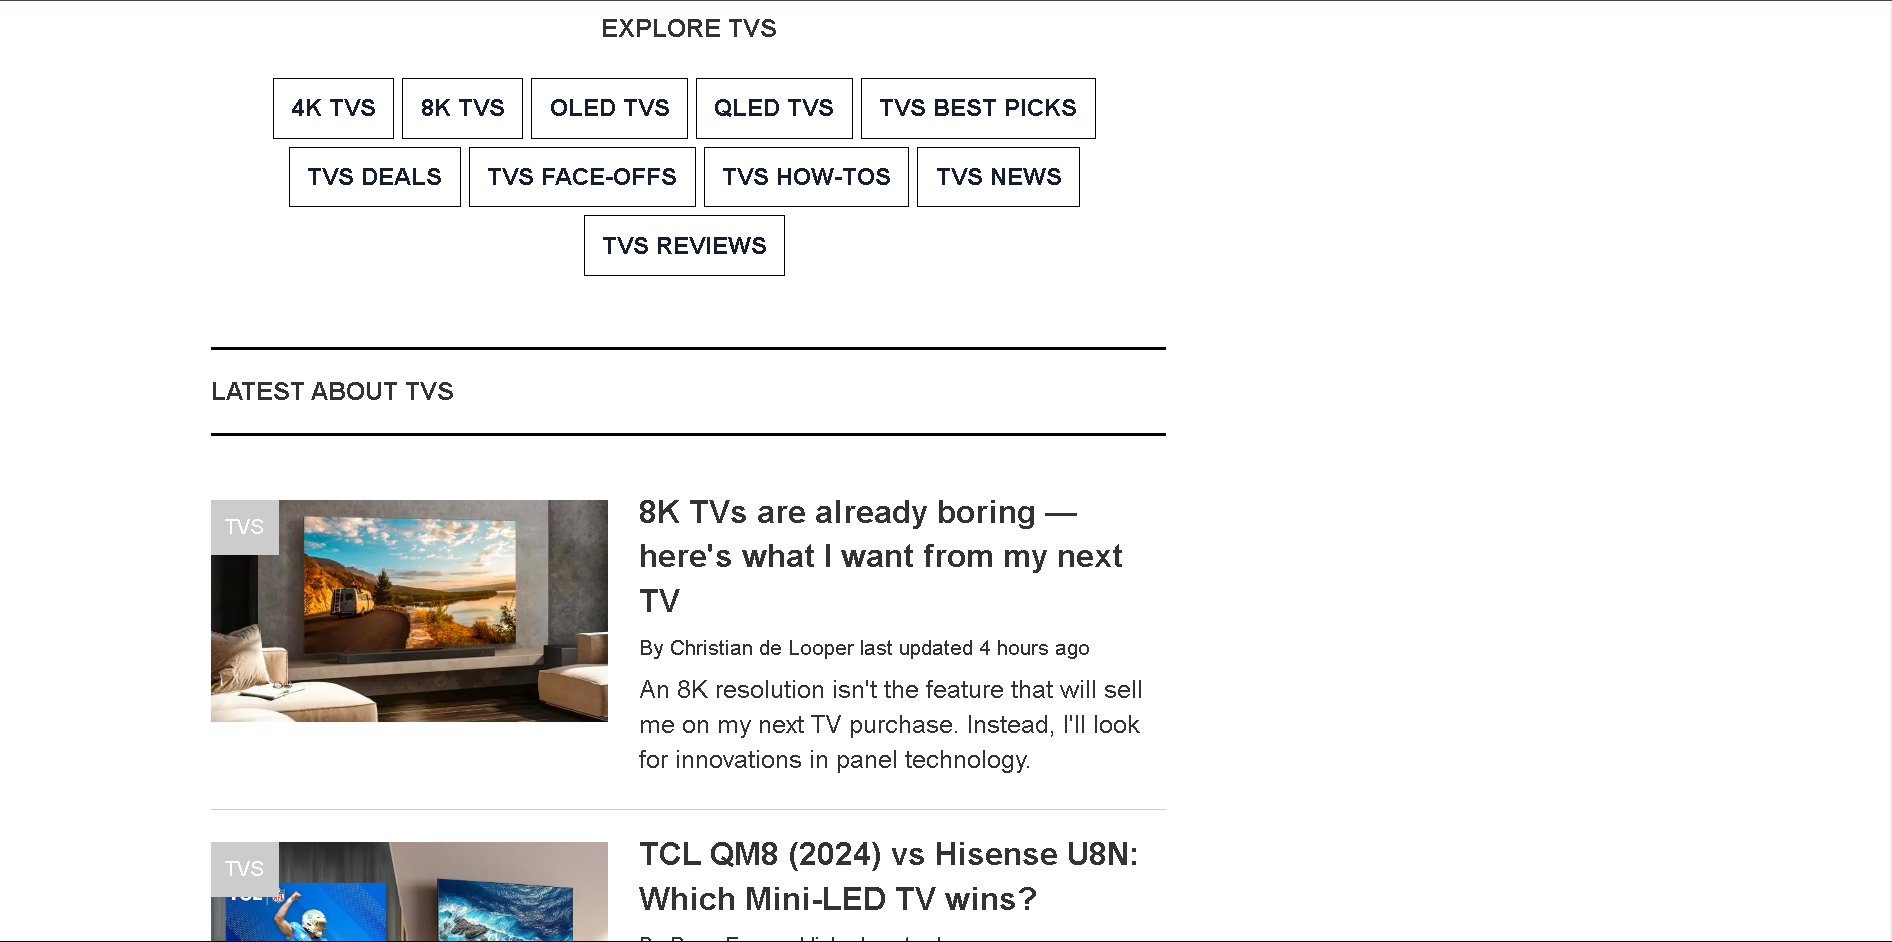 EXPLORE TVS
4K TVS 8K TVS OLED TVS QLED TVS TVS BEST PICKS
TVS DEALS TVS FACE-OFFS TVS HOW-TOS TVS NEWS
TVS REVIEWS
LATEST ABOUT TVS
TVS
8K TVs are already boring —
here's what I want from my next
TV
By Christian de Looper last updated 4 hours ago
An 8K resolution isn't the feature that will sell
me on my next TV purchase. Instead, I'll look
for innovations in panel technology.
TVS
TCL QM8 (2024) vs Hisense U8N:
Which Mini-LED TV wins?